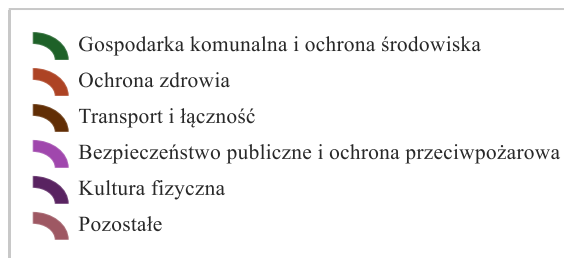 Gospodarka komunalna i ochrona środowiska
Ochrona zdrowia
Transport i łączność
Bezpieczeństwo publiczne i ochrona przeciwpożarowa
Kultura fizyczna
Pozostałe